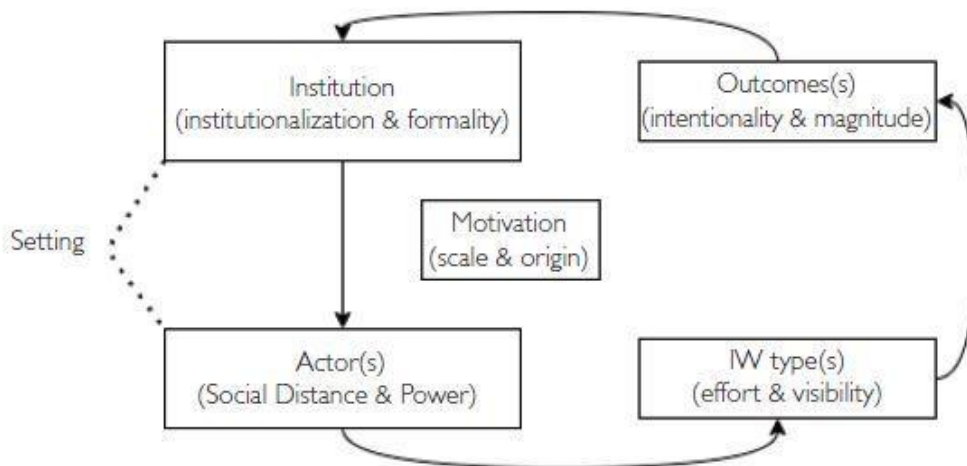 Institution
(institutionalization & formality)
Outcomes(s)
(intentionality & magnitude)
Setting
Motivation
(scale & origin)
Actor(s)
(Social Distance & Power)
IW type(s)
(effort & visibility)